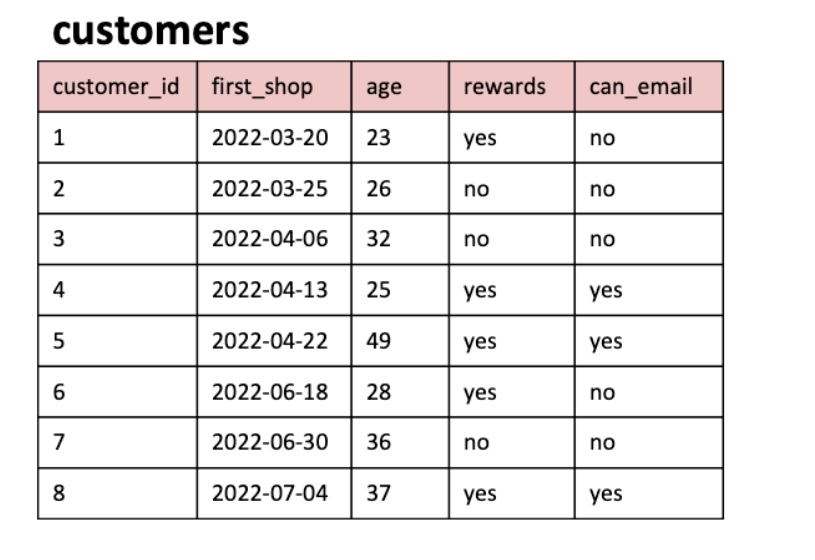 customers
customer_id first_shop age rewards can_email
1 2022-03-20 23 yes no
2 2022-03-25 26 no no
3 2022-04-06 32 no no
4 2022-04-13 25 yes yes
5 2022-04-22 49 yes yes
6 2022-06-18 28 yes no
7 2022-06-30 36 no no
8 2022-07-04 37 yes yes